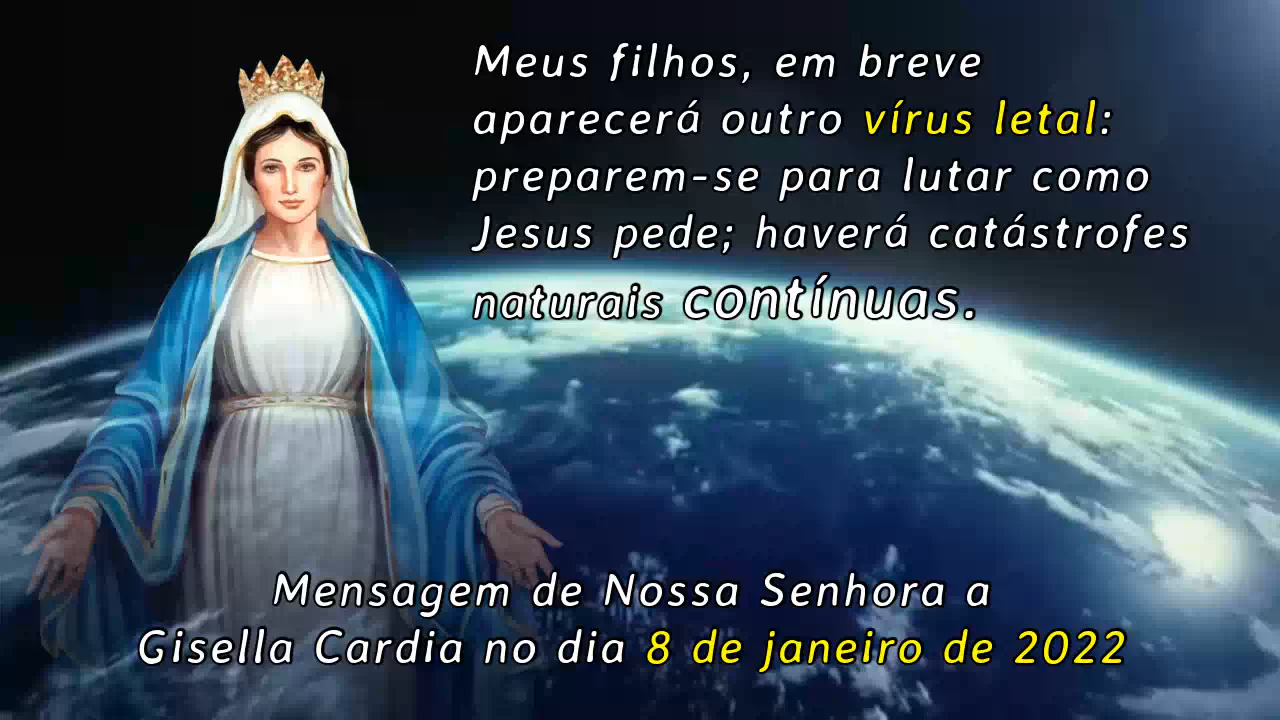 Meus filhos, em breve
aparecerá outro vírus letal:
preparem-se para lutar como
Jesus pede; haverá catástrofes
naturais contínuas.
Mensagem de Nossa Senhora a
Gisella Cardia no dia 8 de janeiro de 2022